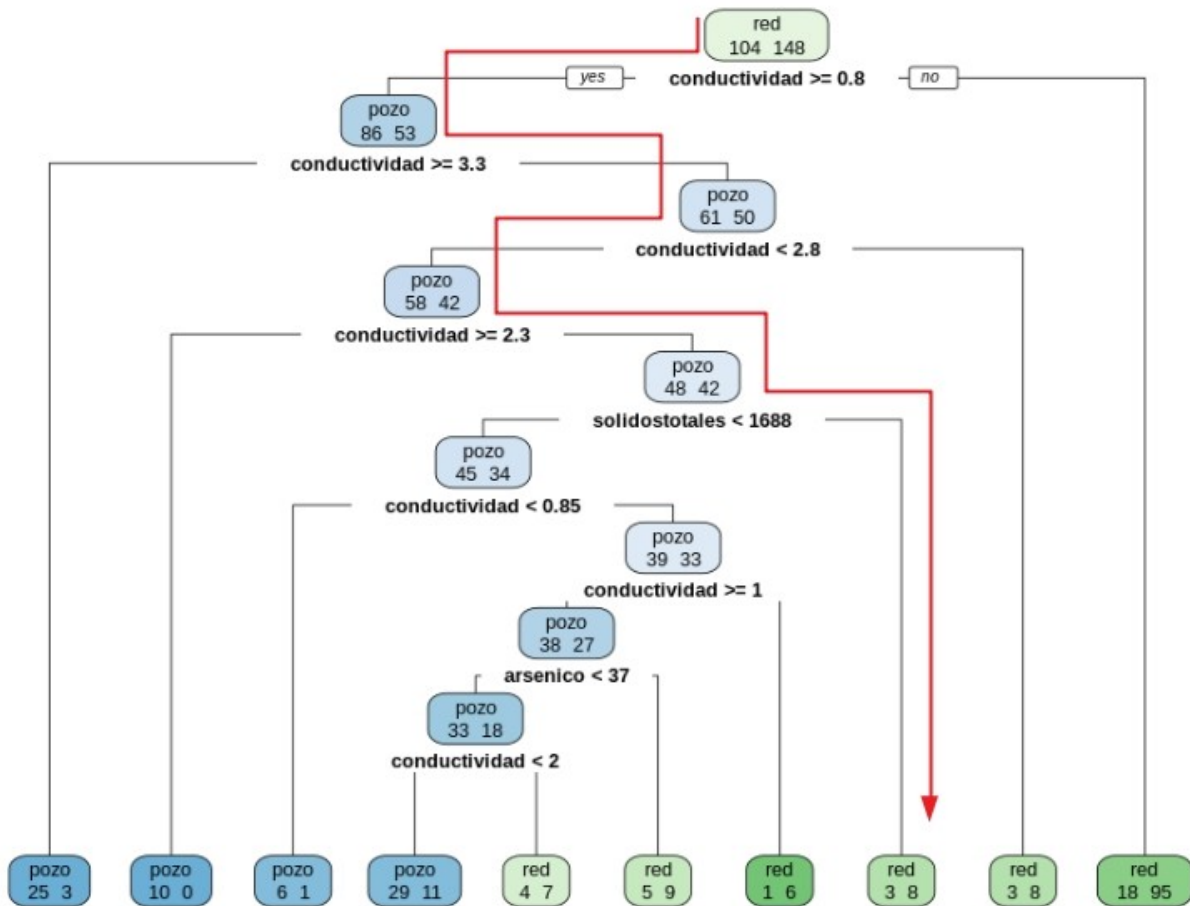 red
104 148
yes
conductividad >= 0.8
no
pozo
86 53
conductividad >= 3.3
pozo
61 50
conductividad < 2.8
pozo
58 42
conductividad >= 2.3
pozo
48 42
solidostotales < 1688
pozo
45 34
conductividad < 0.85
pozo
39 33
conductividad >= 1
pozo
38 27
arsenico < 37
pozo
33 18
conductividad < 2
pozo
25 3
pozo
10 0
pozo
6 1
pozo
29 11
red
4 7
red
5 9
red
1 6
red
3 8
red
3 8
red
18 95